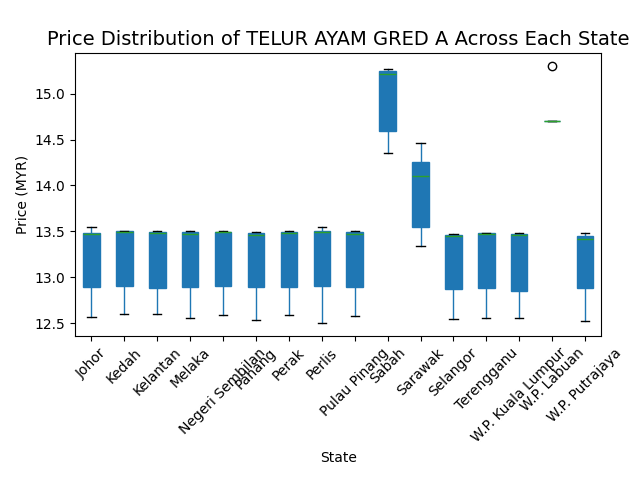 Price Distribution of TELUR AYAM GRED A Across Each State
Price (MYR)
15.0
14.5
14.0
13.5
13.0
12.5
Johor
Kedah
Kelantan
Melaka
Negeri Sembilan
Pahang
Perak
Perlis
Pulau Pinang
Sabah
Sarawak
Selangor
Terengganu
W.P. Kuala Lumpur
W.P. Labuan
W.P. Putrajaya
State